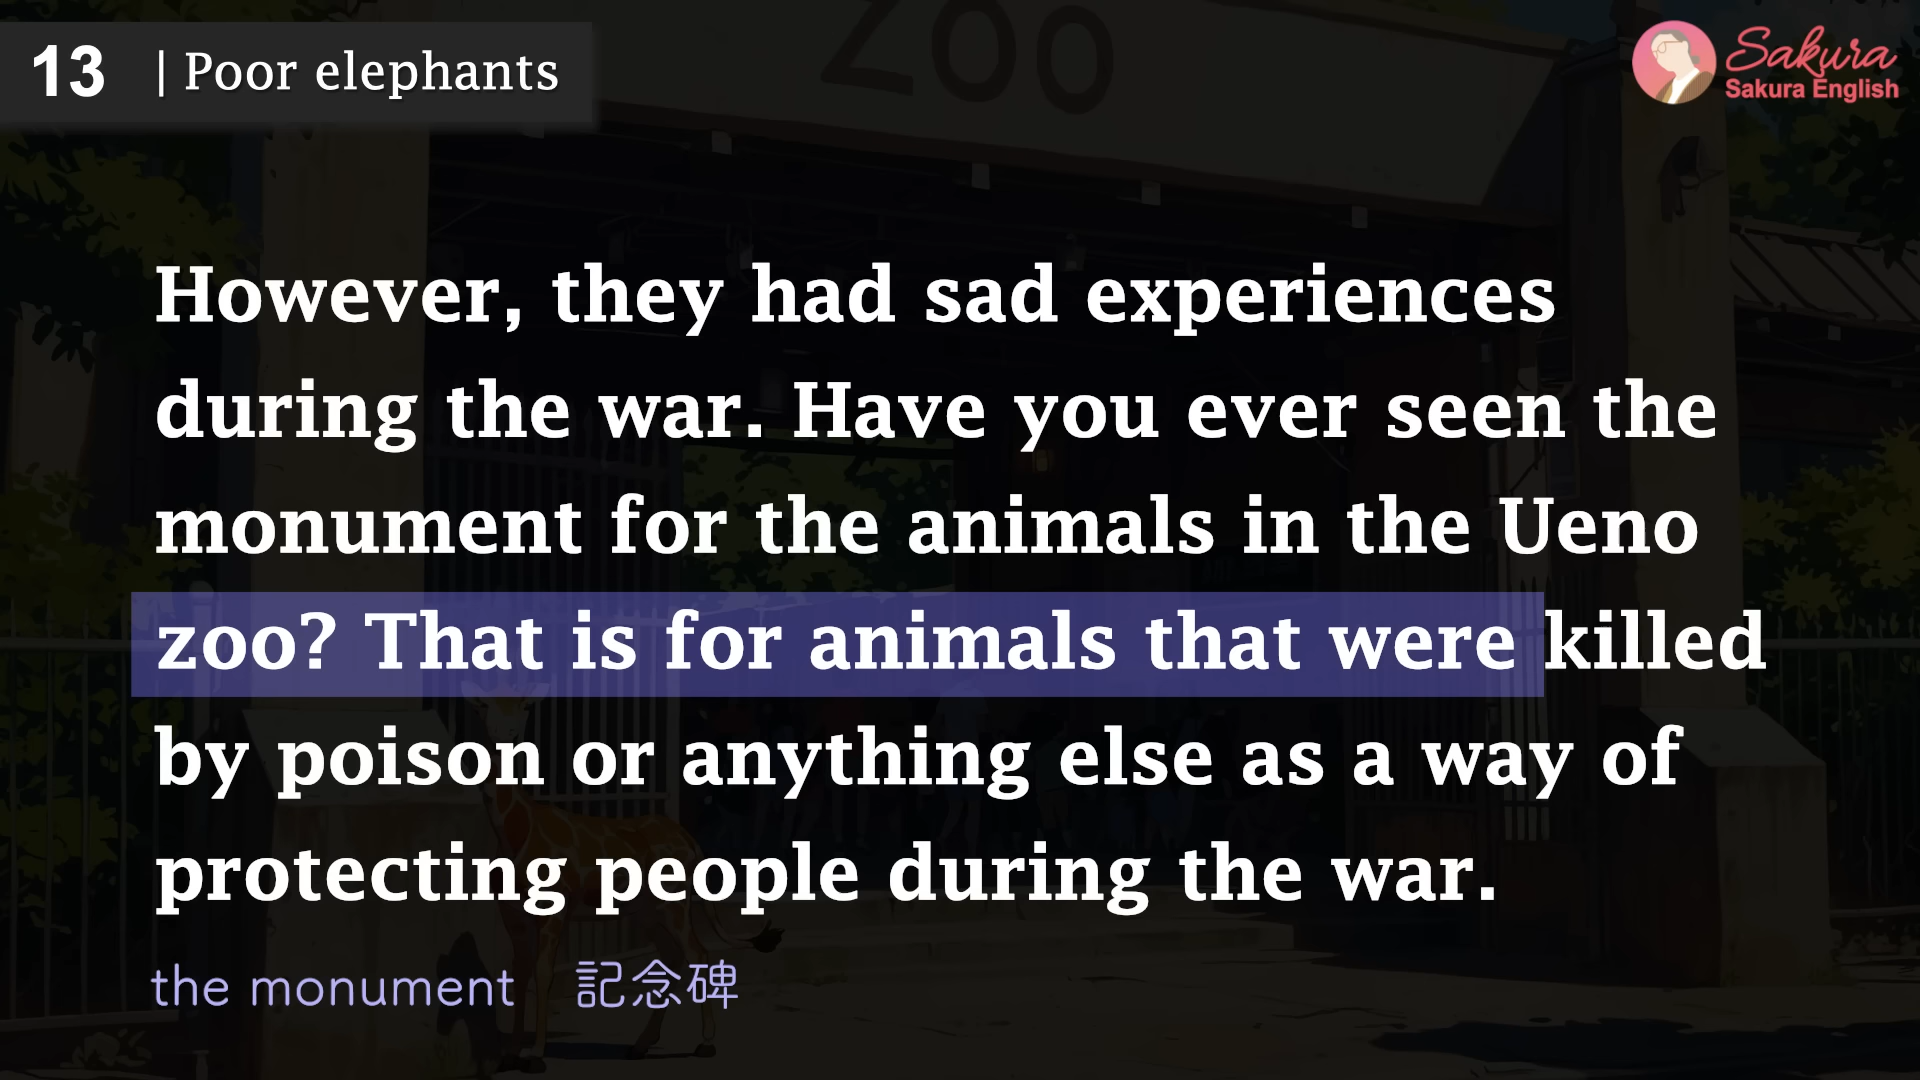 13 | Poor elephants
Sakura
Sakura English
ZOO
However, they had sad experiences
during the war. Have you ever seen the
monument for the animals in the Ueno
zoo? That is for animals that were killed
by poison or anything else as a way of
protecting people during the war.
the monument 記念碑